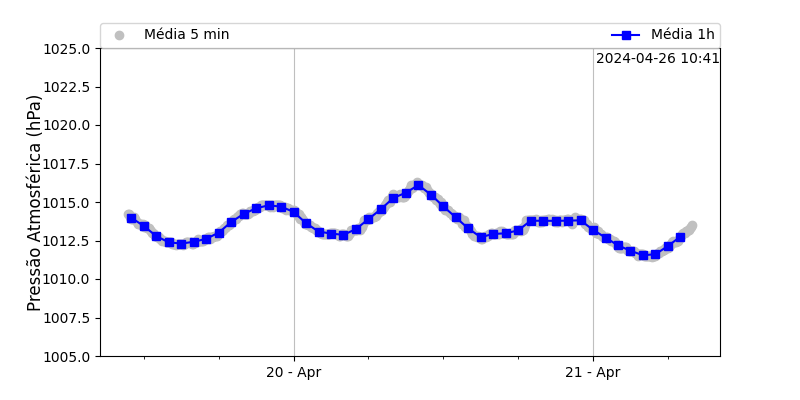 Média 5 min
Média 1h
2024-04-26 10:41
Pressão Atmosférica (hPa)
1025.0
1022.5
1020.0
1017.5
1015.0
1012.5
1010.0
1007.5
1005.0
20 - Apr
21 - Apr